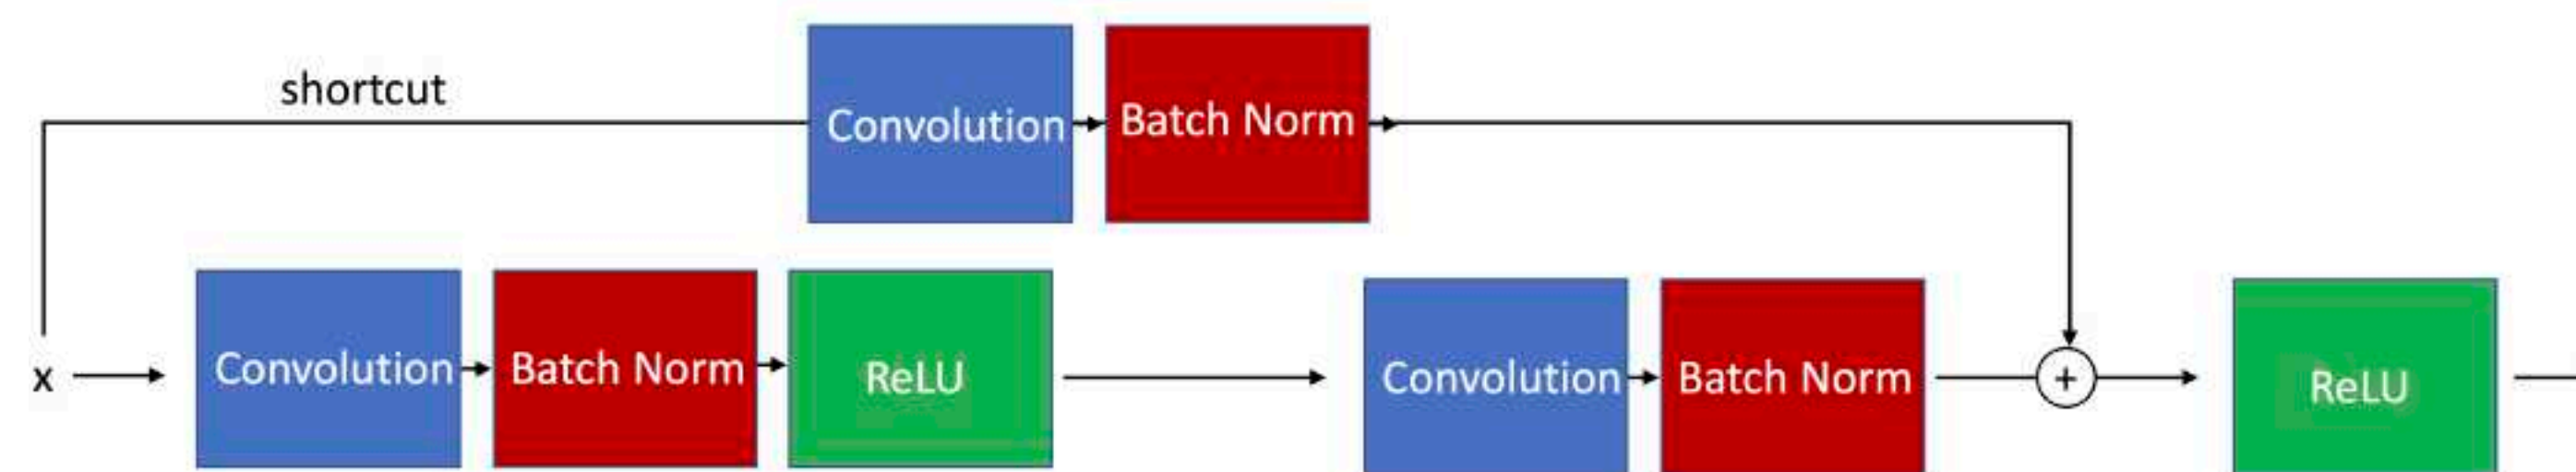 shortcut
Convolution
Batch Norm
x
Convolution
Batch Norm
ReLU
Convolution
Batch Norm
+
ReLU